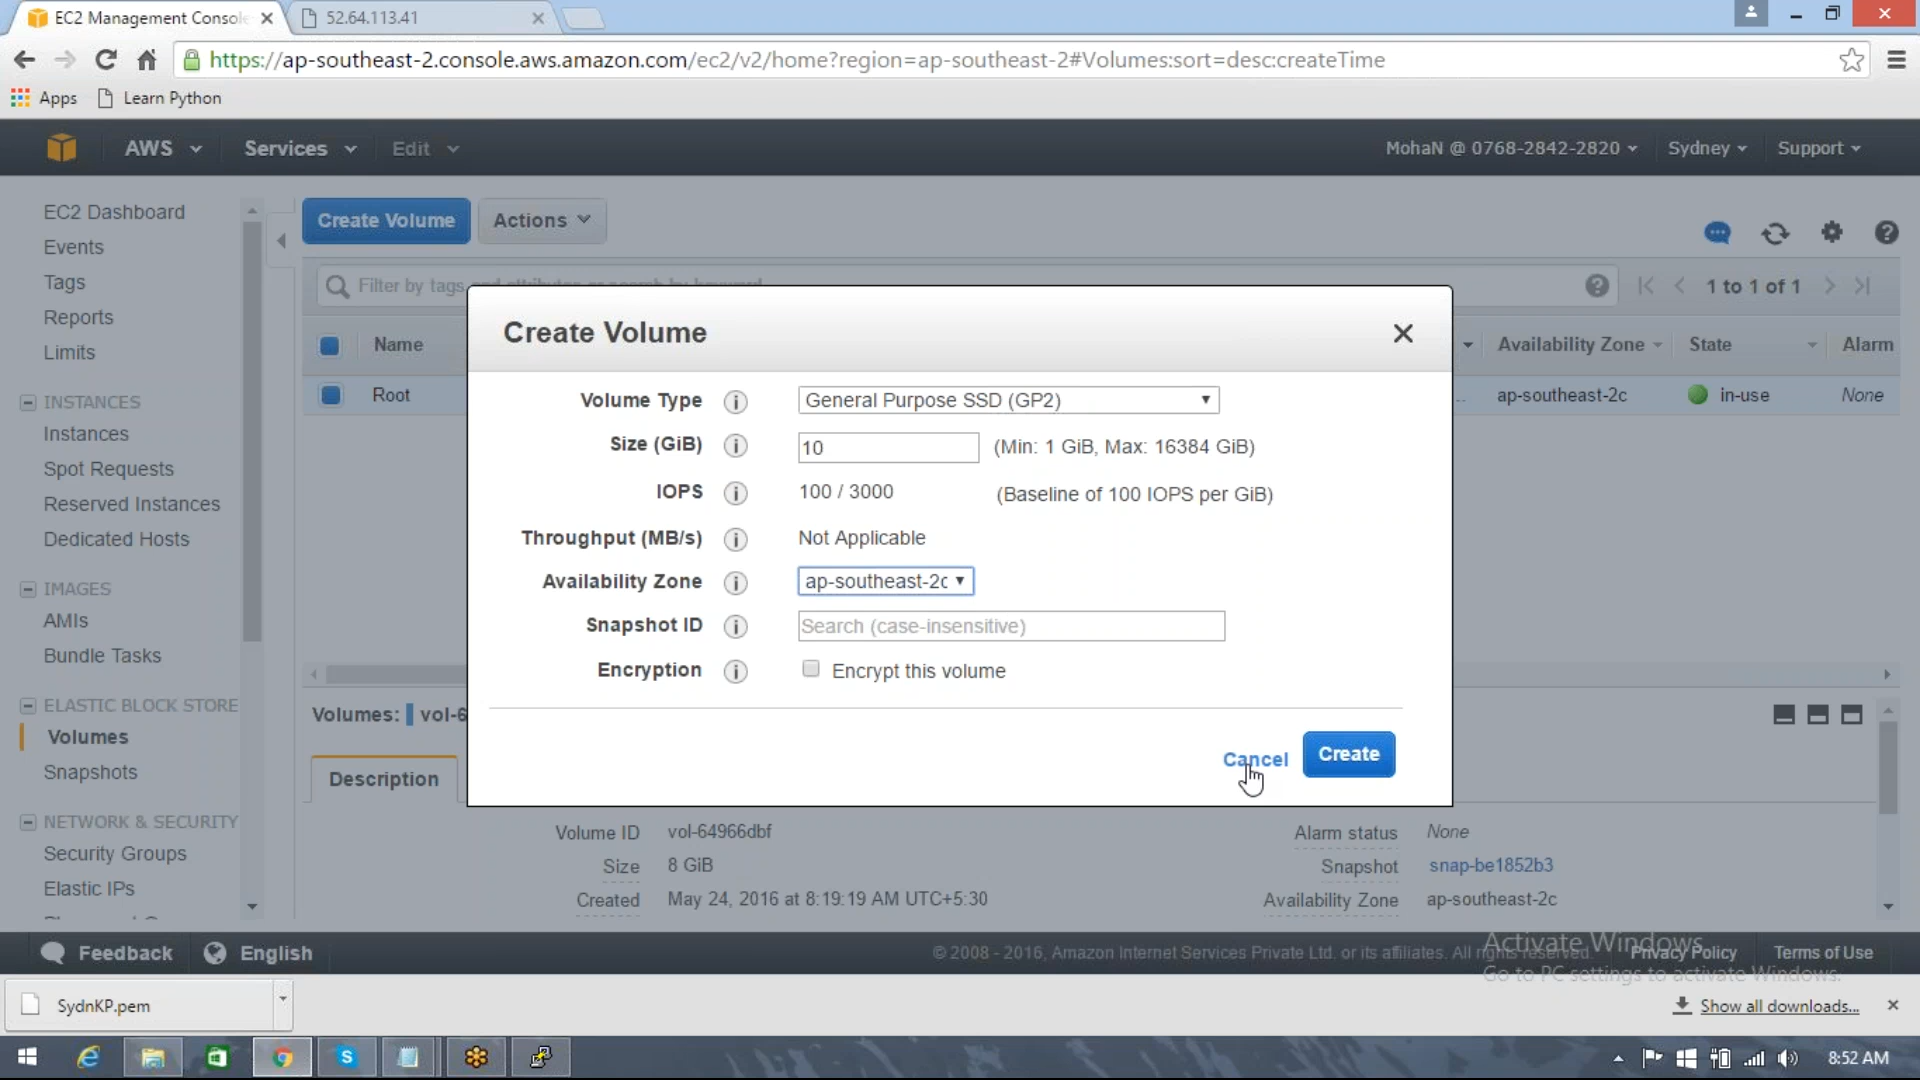 EC2 Management Console
52.64.113.41
https://ap-southeast-2.console.aws.amazon.com/ec2/v2/home?region=ap-southeast-2#Volumes:sort=desc:createTime
Apps
Learn Python
AWS
Services
Edit
MohaN @ 0768-2842-2820
Sydney
Support
EC2 Dashboard
Events
Tags
Reports
Limits
INSTANCES
Instances
Spot Requests
Reserved Instances
Dedicated Hosts
IMAGES
AMIs
Bundle Tasks
ELASTIC BLOCK STORE
Volumes
Snapshots
NETWORK & SECURITY
Security Groups
Elastic IPs
Create Volume
Actions
Filter by tags
1 to 1 of 1
Name
Availability Zone
State
Alarm
Root
ap-southeast-2c
in-use
None
Create Volume
Volume Type
General Purpose SSD (GP2)
Size (GiB)
10
(Min: 1 GiB, Max: 16384 GiB)
IOPS
100 / 3000
(Baseline of 100 IOPS per GiB)
Throughput (MB/s)
Not Applicable
Availability Zone
ap-southeast-2c
Snapshot ID
Search (case-insensitive)
Encryption
Encrypt this volume
Cancel
Create
Volumes:
vol-6
Description
Volume ID
vol-64966dbf
Size
8 GiB
Created
May 24, 2016 at 8:19:19 AM UTC+5:30
Alarm status
None
Snapshot
snap-be1852b3
Availability Zone
ap-southeast-2c
Feedback
English
© 2008 - 2016, Amazon Internet Services Private Ltd. or its affiliates. All rights reserved.
Privacy Policy
Terms of Use
Activate Windows
Go to PC settings to activate Windows.
SydnKP.pem
Show all downloads...
8:52 AM